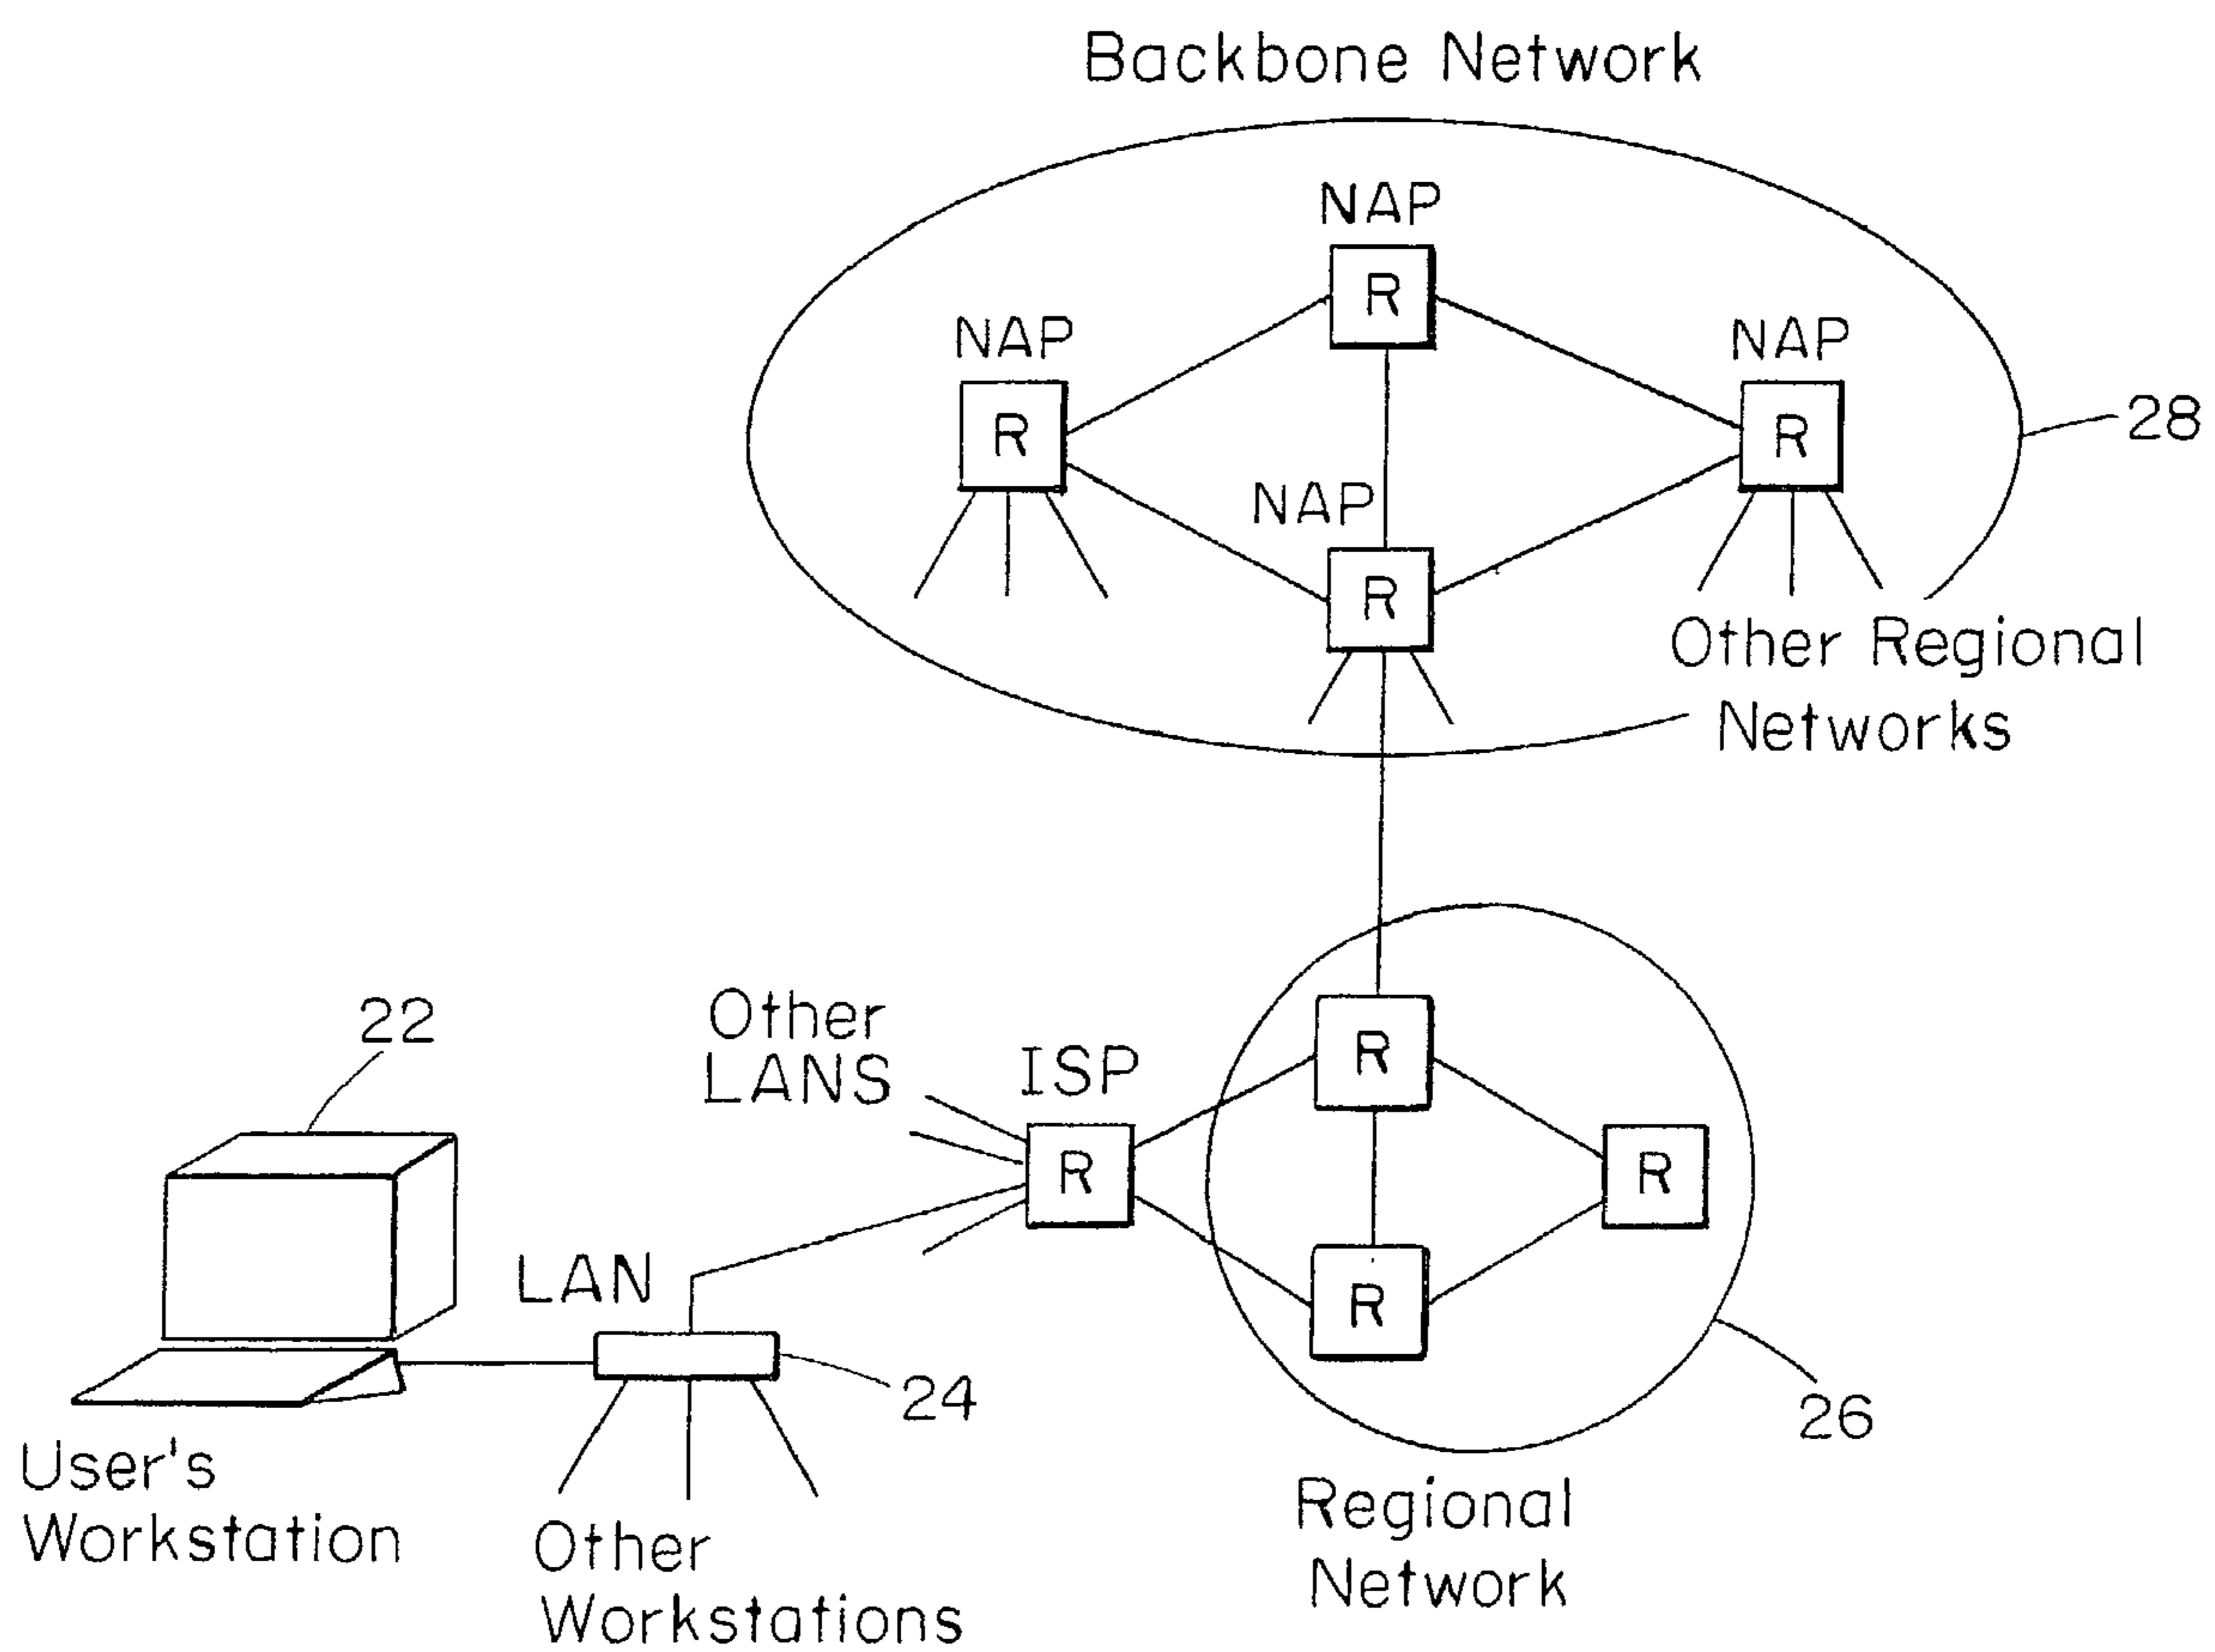 Backbone Network
NAP
R
NAP
R
NAP
R
28
NAP
R
Other Regional
Networks
22
Other
LANS
ISP
R
R
R
R
26
LAN
24
User's
Workstation
Other
Workstations
Regional
Network